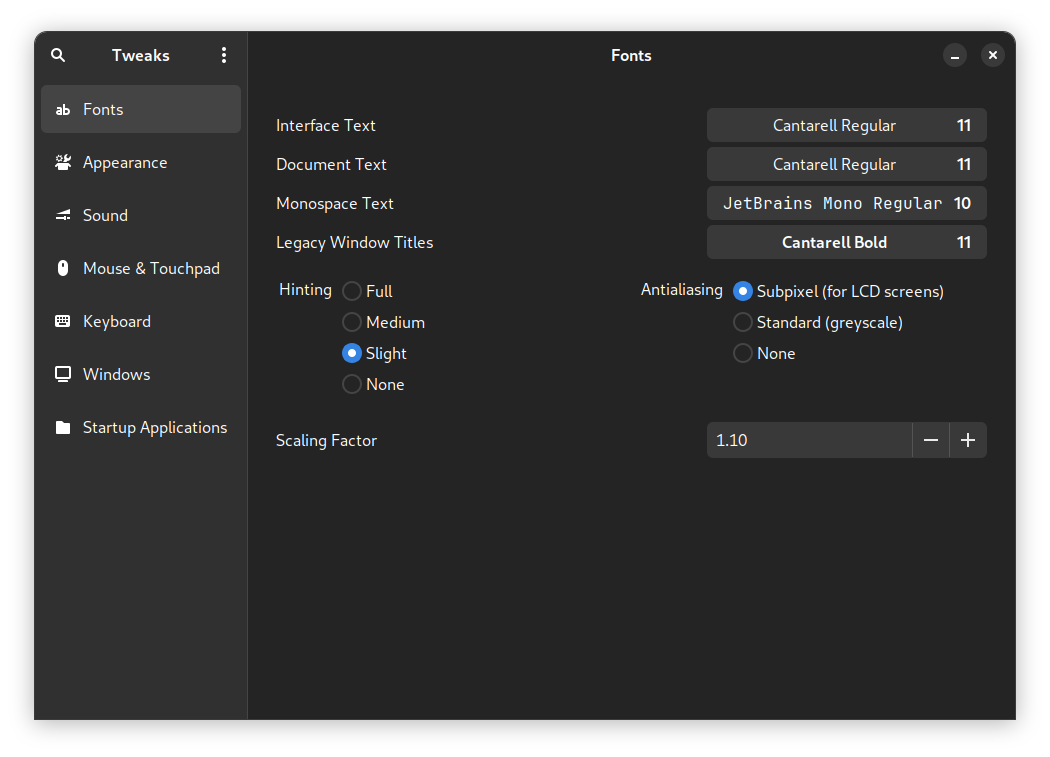 Tweaks
Fonts
Appearance
Sound
Mouse & Touchpad
Keyboard
Windows
Startup Applications
Fonts
Interface Text Cantarell Regular 11
Document Text Cantarell Regular 11
Monospace Text JetBrains Mono Regular 10
Legacy Window Titles Cantarell Bold 11
Hinting Full Antialiasing Subpixel (for LCD screens)
Medium Standard (greyscale)
Slight None
None
Scaling Factor 1.10